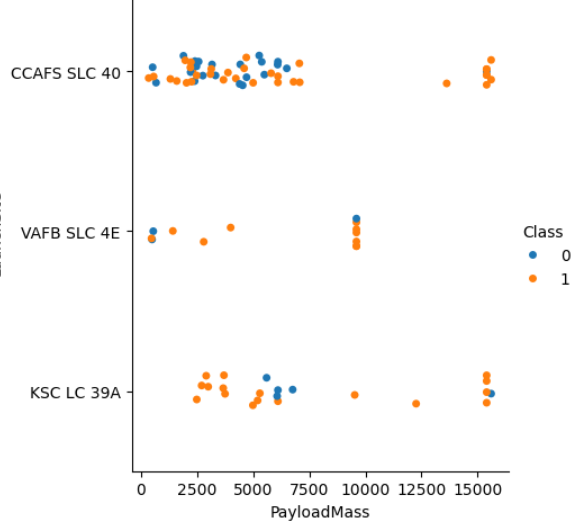 CCAFS SLC 40
VAFB SLC 4E
KSC LC 39A
0 2500 5000 7500 10000 12500 15000
PayloadMass
Class
0
1